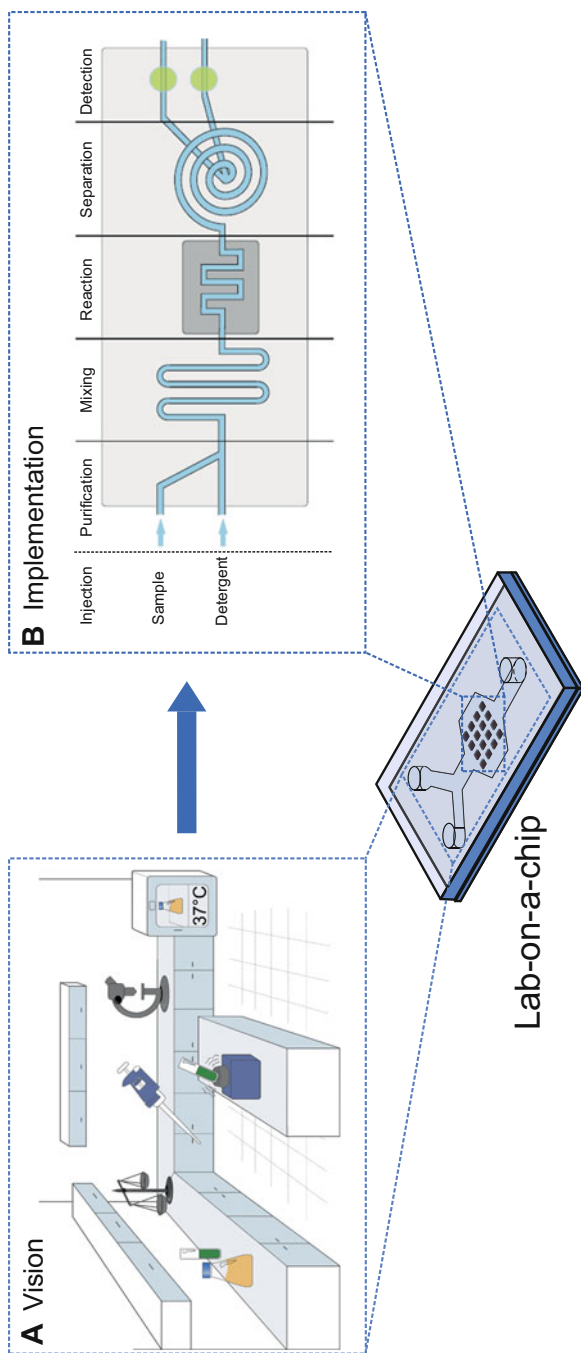 A Vision
37°C
B Implementation
Injection
Purification
Mixing
Reaction
Separation
Detection
Sample
Detergent
Lab-on-a-chip